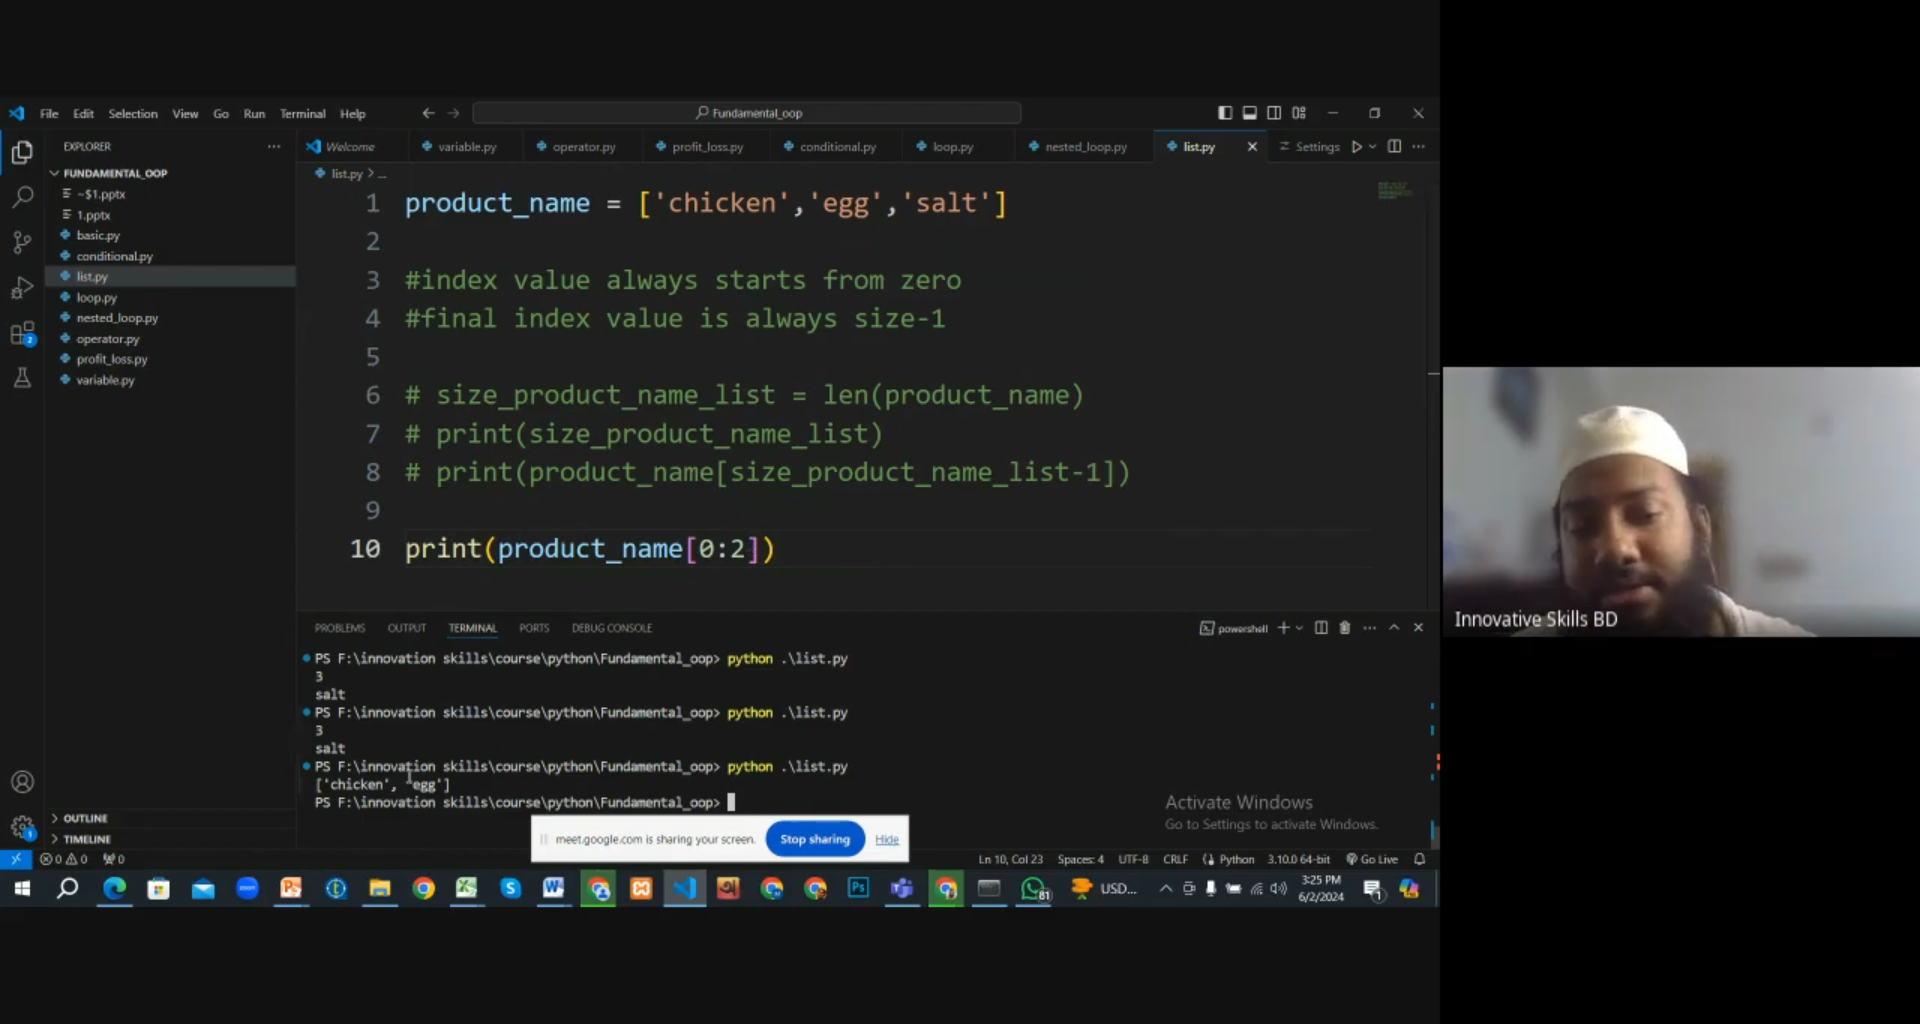 File Edit Selection View Go Run Terminal Help
Fundamental_oop
EXPLORER
FUNDAMENTAL_OOP
~$1.pptx
1.pptx
basic.py
conditional.py
list.py
loop.py
nested_loop.py
operator.py
profit_loss.py
variable.py
OUTLINE
TIMELINE
Welcome variable.py operator.py profit_loss.py conditional.py loop.py nested_loop.py list.py Settings
list.py > ...
1 product_name = ['chicken','egg','salt']
2
3 #index value always starts from zero
4 #final index value is always size-1
5
6 # size_product_name_list = len(product_name)
7 # print(size_product_name_list)
8 # print(product_name[size_product_name_list-1])
9
10 print(product_name[0:2])
PROBLEMS OUTPUT TERMINAL PORTS DEBUG CONSOLE
powershell
PS F:\innovation skills\course\python\Fundamental_oop> python .\list.py
3
salt
PS F:\innovation skills\course\python\Fundamental_oop> python .\list.py
3
salt
PS F:\innovation skills\course\python\Fundamental_oop> python .\list.py
['chicken', 'egg']
PS F:\innovation skills\course\python\Fundamental_oop>
Activate Windows
Go to Settings to activate Windows.
meet.google.com is sharing your screen. Stop sharing Hide
0 0 0
Ln 10, Col 23 Spaces: 4 UTF-8 CRLF Python 3.10.0 64-bit Go Live
USD...
3:25 PM
6/2/2024
Innovative Skills BD